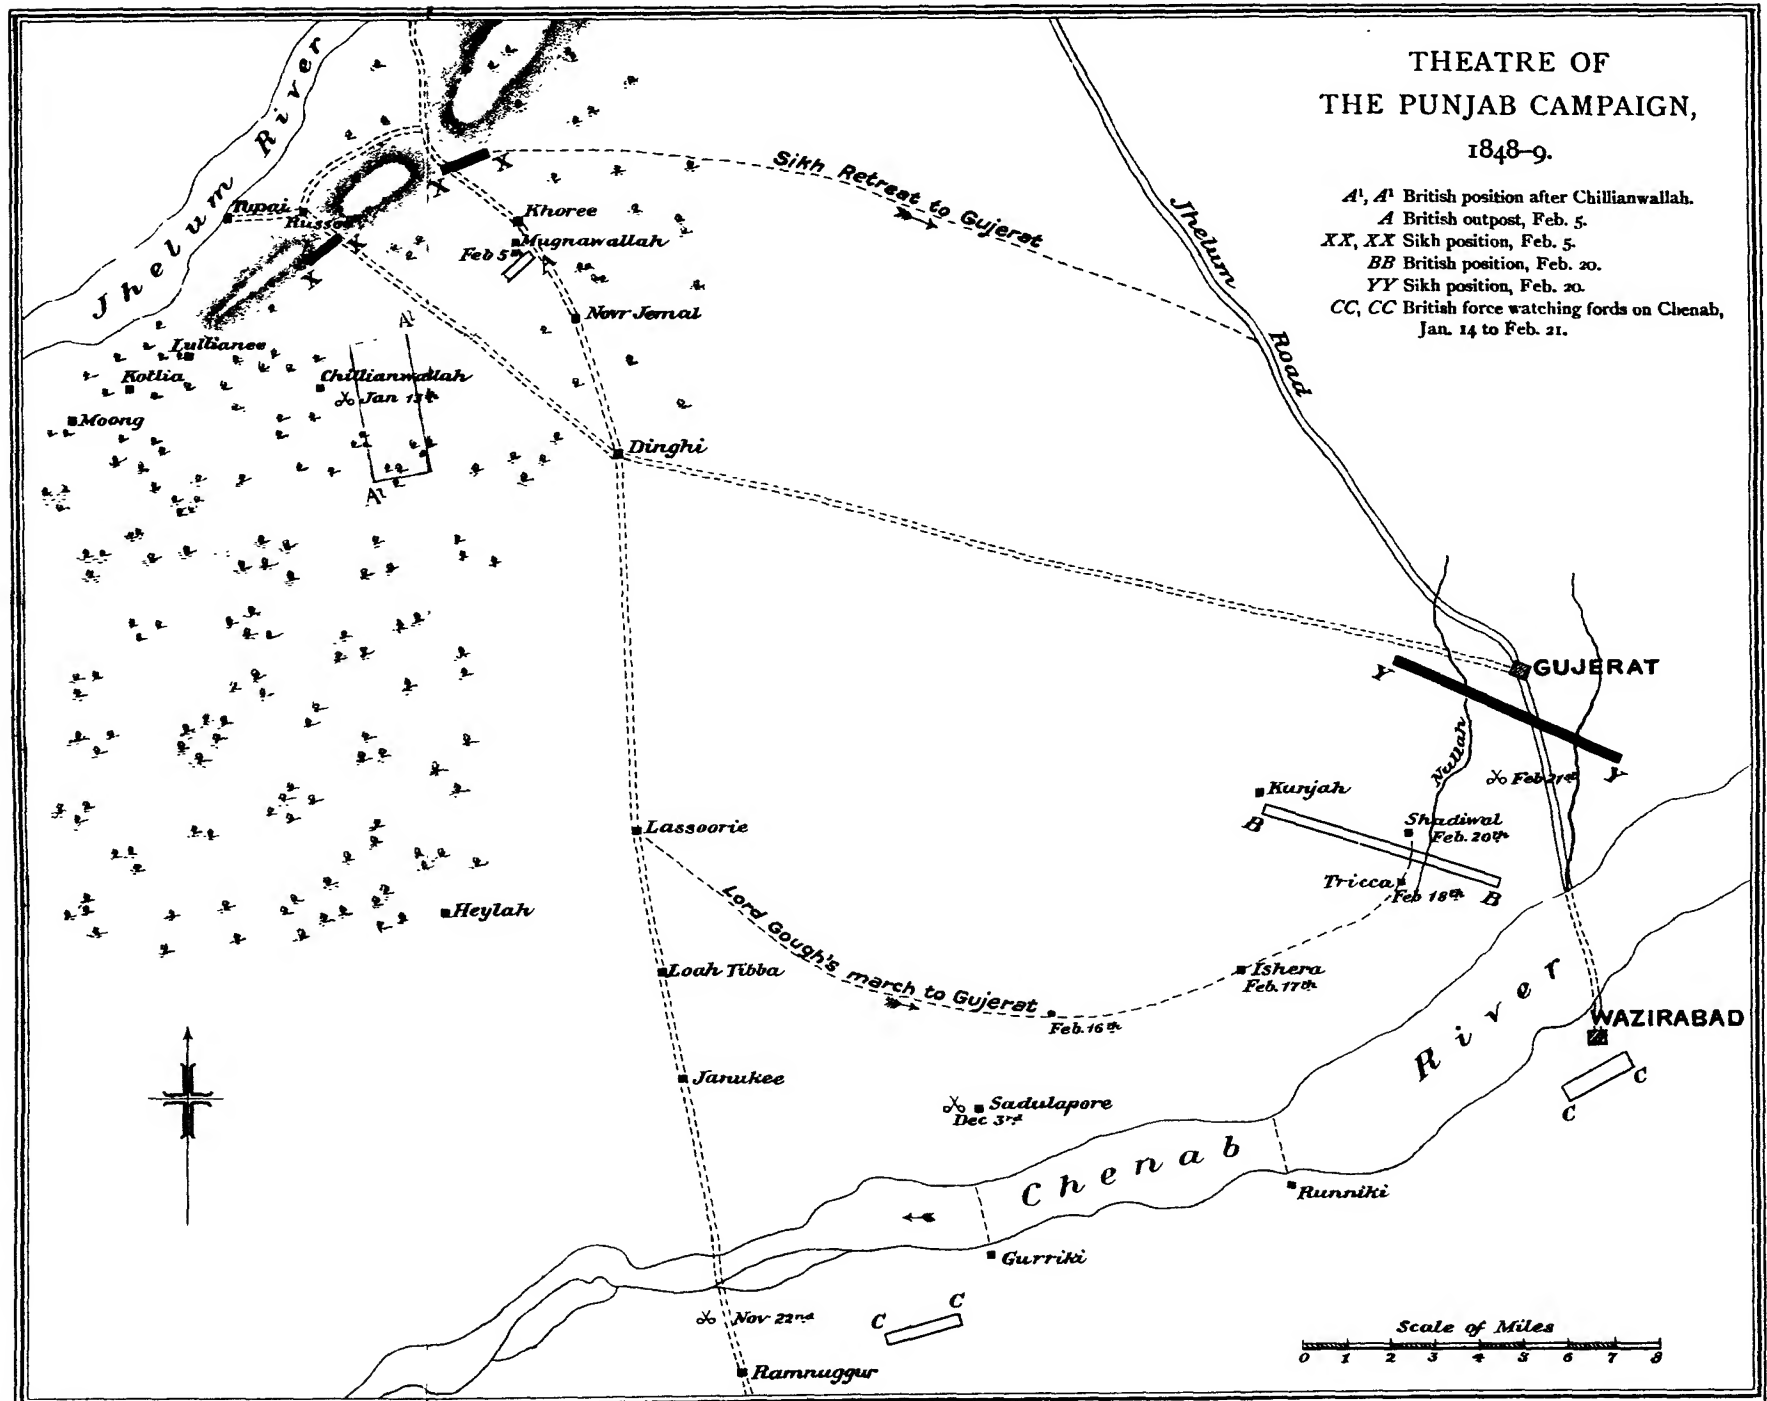 THEATRE OF
THE PUNJAB CAMPAIGN,
1848–9.
A¹, A¹ British position after Chillianwallah.
A British outpost, Feb. 5.
XX, XX Sikh position, Feb. 5.
BB British position, Feb. 20.
YY Sikh position, Feb. 20.
CC, CC British force watching fords on Chenab,
Jan. 14 to Feb. 21.
Jhelum River
Sikh Retreat to Gujerat
Jhelum Road
X
X
Tupai
Khoree
Mugnawallah
Feb 5
A
X
X
Nowr Jemal
A¹
Lullianee
Kotlia
Chillianwallah
Jan 13th
Moong
Dinghi
A¹
GUJERAT
Y
Y
Nullah
Feb 21st
Kunjah
B
Shadiwal
Feb. 20th
Lassoorie
Tricca
Feb 18th
B
Heylah
Lord Gough's march to Gujerat
Loah Tibba
Ishera
Feb. 17th
Feb. 16th
WAZIRABAD
C
C
Janukee
Sadulapore
Dec 3rd
Chenab River
Runniki
Gurriki
C
C
Nov 22nd
Ramnuggur
Scale of Miles
0 1 2 3 4 5 6 7 8